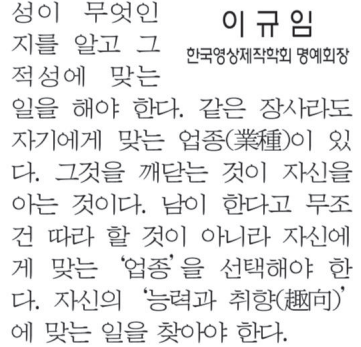 성이 무엇인
지를 알고 그
적성에 맞는
이규임
한국영상제작학회 명예회장
일을 해야 한다. 같은 장사라도
자기에게 맞는 업종(業種)이 있
다. 그것을 깨닫는 것이 자신을
아는 것이다. 남이 한다고 무조
건 따라 할 것이 아니라 자신에
게 맞는 ‘업종’을 선택해야 한
다. 자신의 ‘능력과 취향(趣向)’
에 맞는 일을 찾아야 한다.